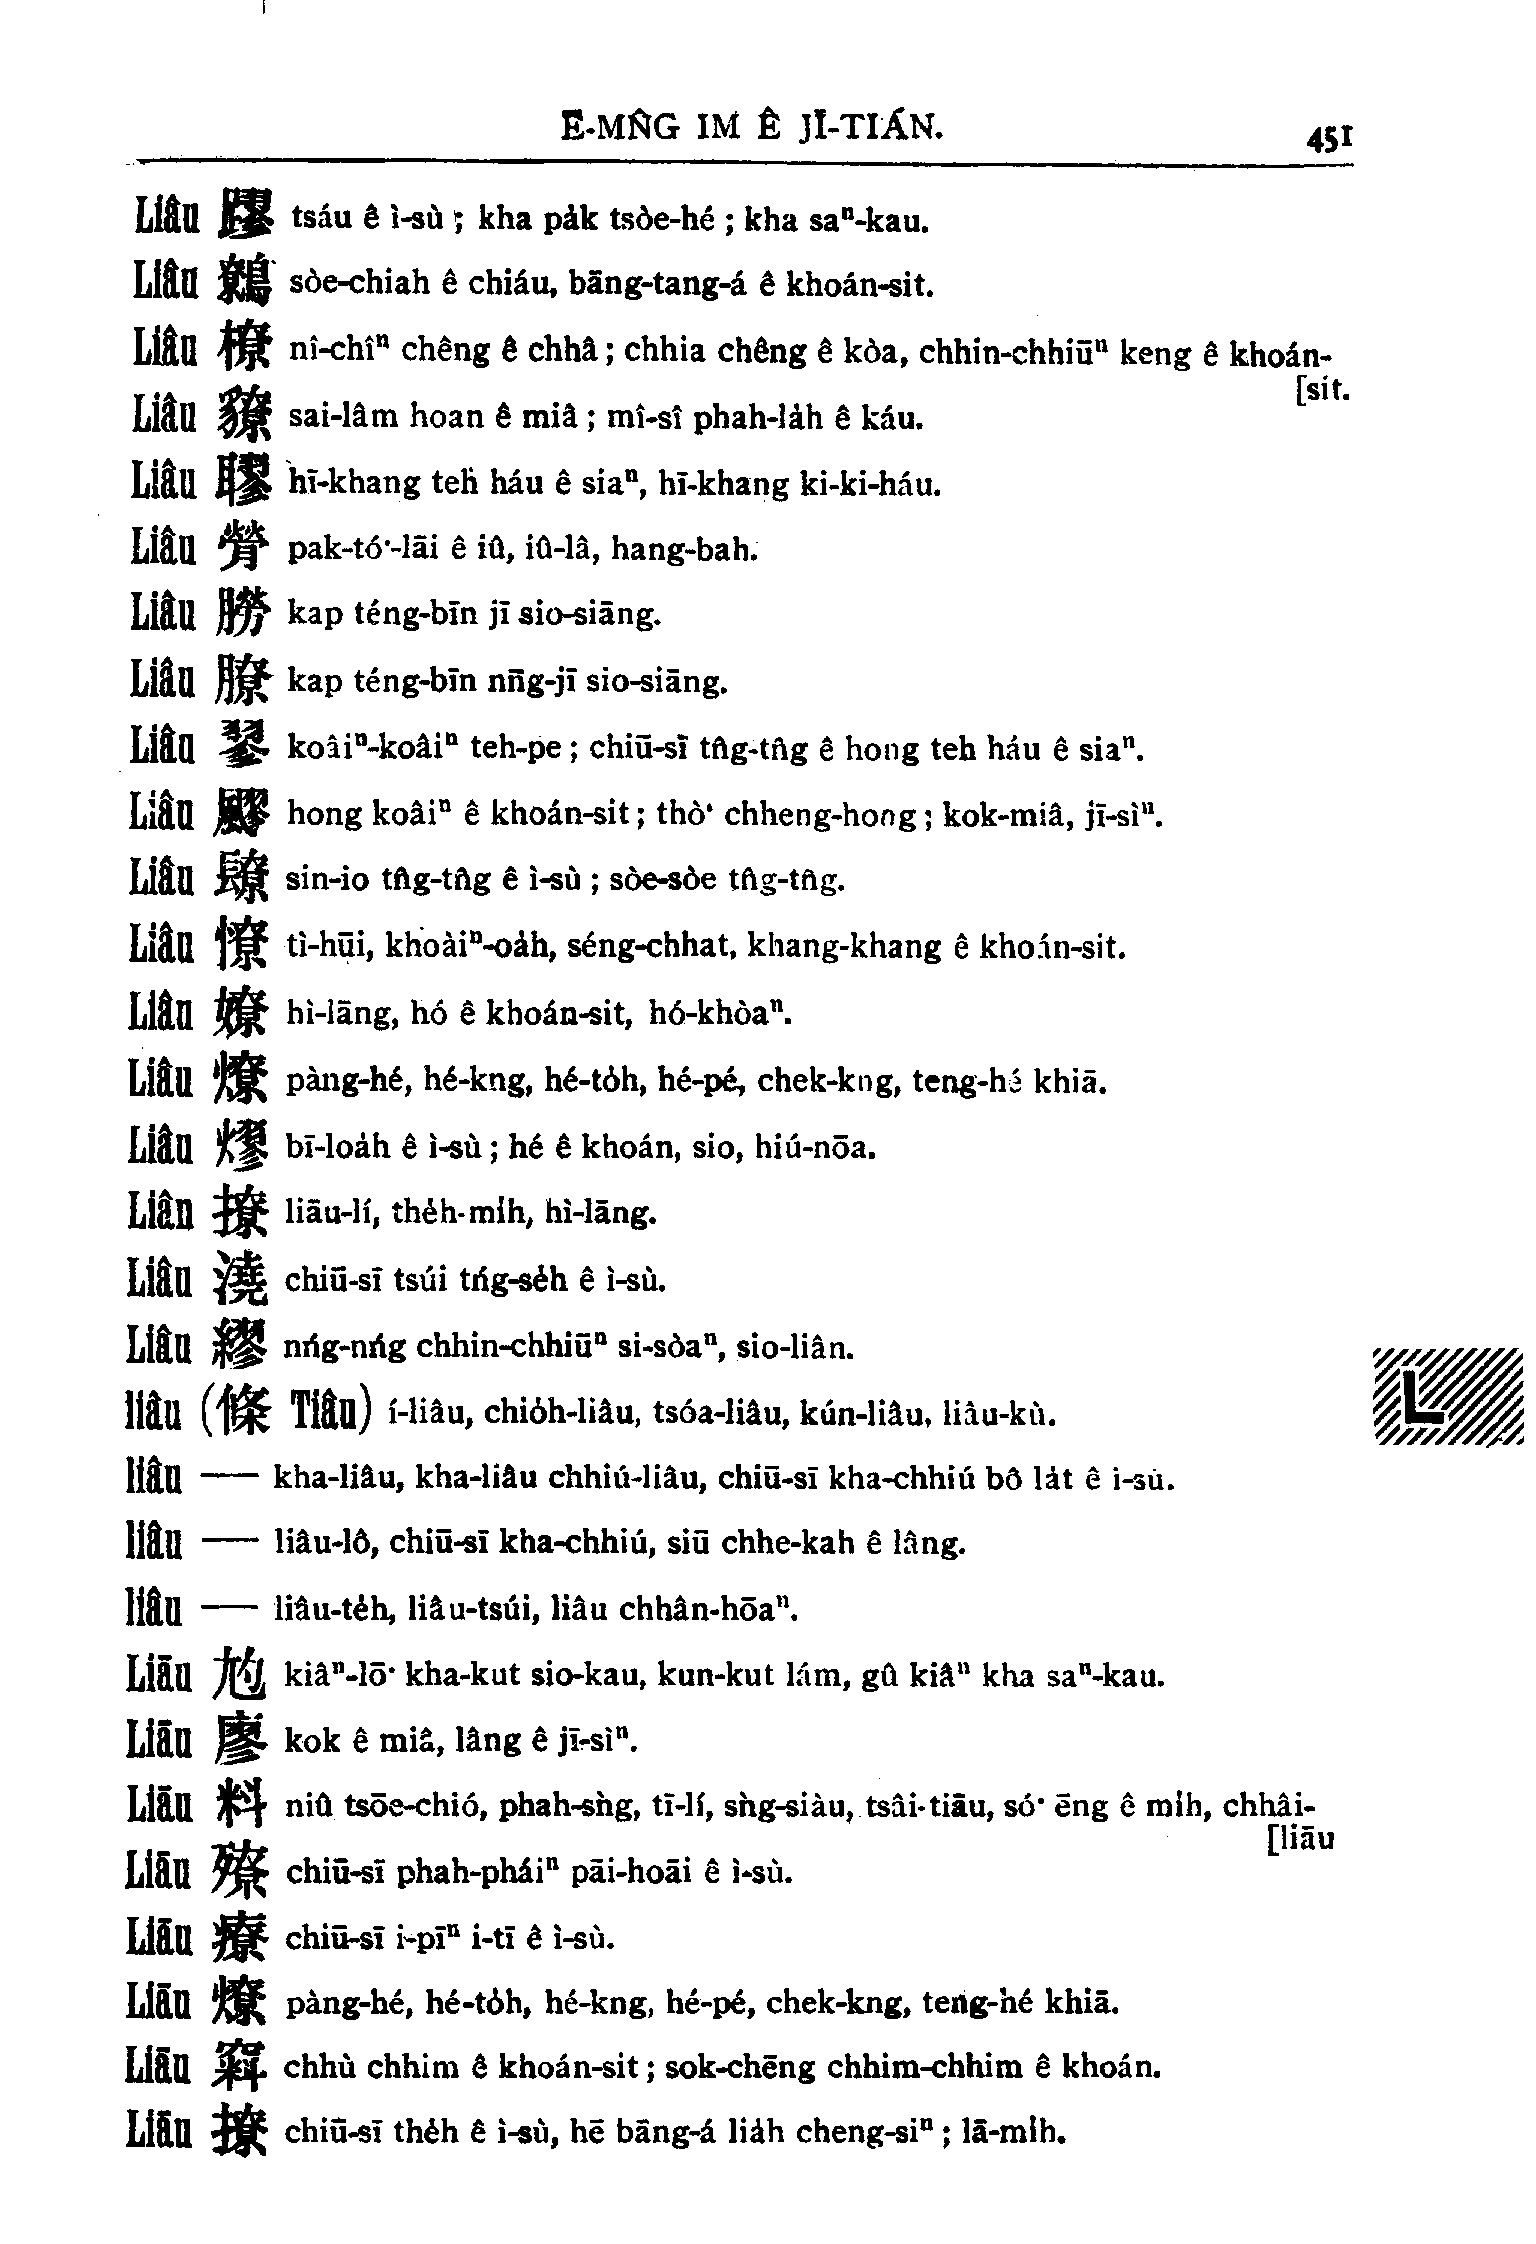 Ē-MN̂G IM Ê JĪ-TIÁN.
451
Liâu 蹘 tsáu ê ì-sù ; kha pa̍k tsòe-hé ; kha saⁿ-kau.
Liâu 鷯 sòe-chiah ê chiáu, bāng-tang-á ê khoán-sit.
Liâu 橑 nî-chîⁿ chêng ê chhâ ; chhia chêng ê kòa, chhin-chhiūⁿ keng ê khoán-
[sit.
Liâu 獠 sai-lâm hoan ê miâ ; mî-sî phah-la̍h ê káu.
Liâu 膠 hī-khang teh háu ê siaⁿ, hī-khang ki-ki-háu.
Liâu 膋 pak-tó͘-lāi ê iû, iû-lâ, hang-bah.
Liâu 膫 kap téng-bīn jī sio-siāng.
Liâu 膫 kap téng-bīn nn̄g-jī sio-siāng.
Liâu 翏 koâiⁿ-koâiⁿ teh-pe ; chiū-sī tn̂g-tn̂g ê hong teh háu ê siaⁿ.
Liâu 飂 hong koâiⁿ ê khoán-sit ; thò͘ chheng-hong ; kok-miâ, jī-sìⁿ.
Liâu 镽 sin-io tn̂g-tn̂g ê ì-sù ; sòe-sòe tn̂g-tn̂g.
Liâu 憭 tì-hūi, khoàiⁿ-oa̍h, séng-chhat, khang-khang ê khoán-sit.
Liâu 嫽 hì-lāng, hó ê khoán-sit, hó-khòaⁿ.
Liâu 燎 pàng-hé, hé-kng, hé-to̍h, hé-pé, chek-kng, teng-hé khiā.
Liâu 熮 bī-loa̍h ê ì-sù ; hé ê khoán, sio, hiú-nōa.
Liâu 撩 liāu-lí, the̍h-mi̍h, hì-lāng.
Liâu 澆 chiū-sī tsúi tńg-se̍h ê ì-sù.
Liâu 繆 nńg-nńg chhin-chhiūⁿ si-sòaⁿ, sio-liân.
liâu (條 Tiâu) í-liâu, chio̍h-liâu, tsóa-liâu, kún-liâu, liâu-kù.
liâu — kha-liâu, kha-liâu chhiú-liâu, chiū-sī kha-chhiú bô la̍t ê ì-sù.
liâu — liâu-lô, chiū-sī kha-chhiú, siū chhe-kah ê lâng.
liâu — liâu-te̍h, liâu-tsúi, liâu chhân-hōaⁿ.
Liāu 尥 kiâⁿ-lō͘ kha-kut sio-kau, kun-kut lám, gû kiâⁿ kha saⁿ-kau.
Liāu 廖 kok ê miâ, lâng ê jī-sìⁿ.
Liāu 料 niû tsōe-chió, phah-sǹg, tī-lí, sǹg-siàu, tsâi-tiāu, só͘ ēng ê mi̍h, chhâi-
[liāu
Liāu 㱽 chiū-sī phah-pháiⁿ pāi-hoāi ê ì-sù.
Liāu 療 chiū-sī i-pīⁿ i-tī ê ì-sù.
Liāu 燎 pàng-hé, hé-to̍h, hé-kng, hé-pé, chek-kng, teng-hé khiā.
Liāu chhù chhim ê khoán-sit ; sok-chēng chhim-chhim ê khoán.
Liāu 撩 chiū-sī the̍h ê ì-sù, hē bāng-á lia̍h cheng-siⁿ ; lā-mi̍h.
L